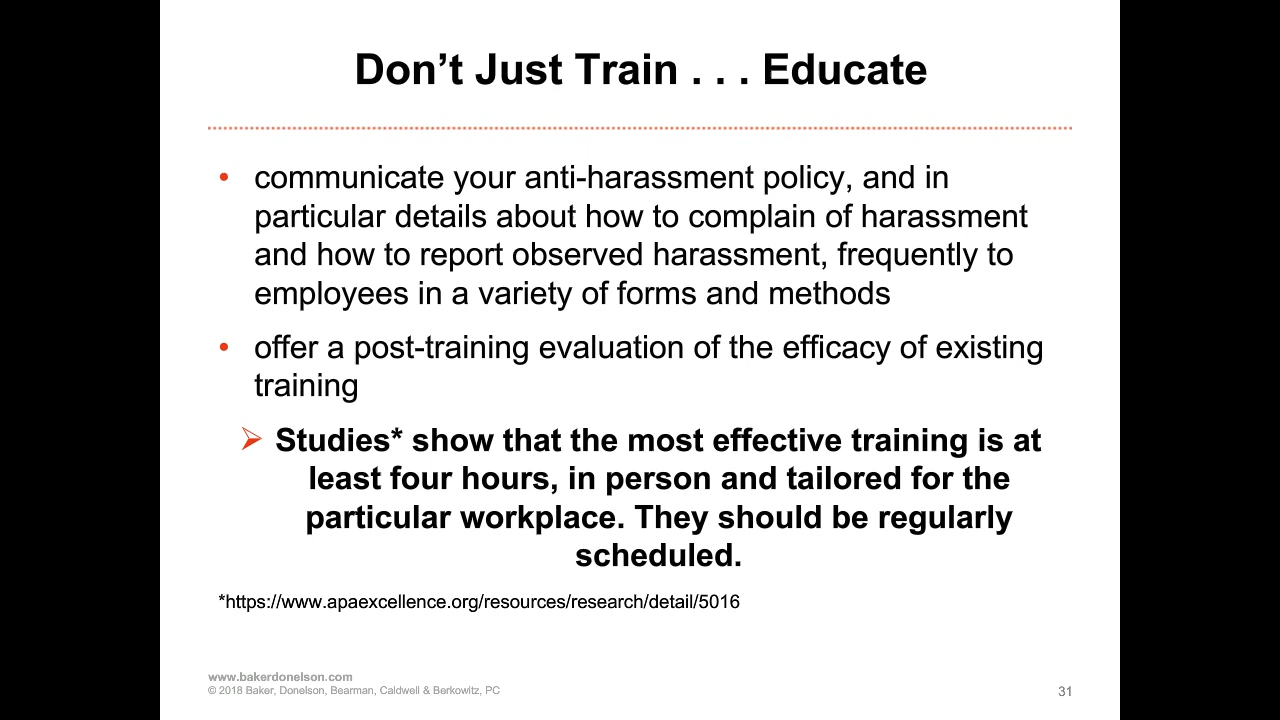 Don’t Just Train . . . Educate
• communicate your anti-harassment policy, and in
particular details about how to complain of harassment
and how to report observed harassment, frequently to
employees in a variety of forms and methods
• offer a post-training evaluation of the efficacy of existing
training
➢ Studies* show that the most effective training is at
least four hours, in person and tailored for the
particular workplace. They should be regularly
scheduled.
*https://www.apaexcellence.org/resources/research/detail/5016
www.bakerdonelson.com
© 2018 Baker, Donelson, Bearman, Caldwell & Berkowitz, PC
31